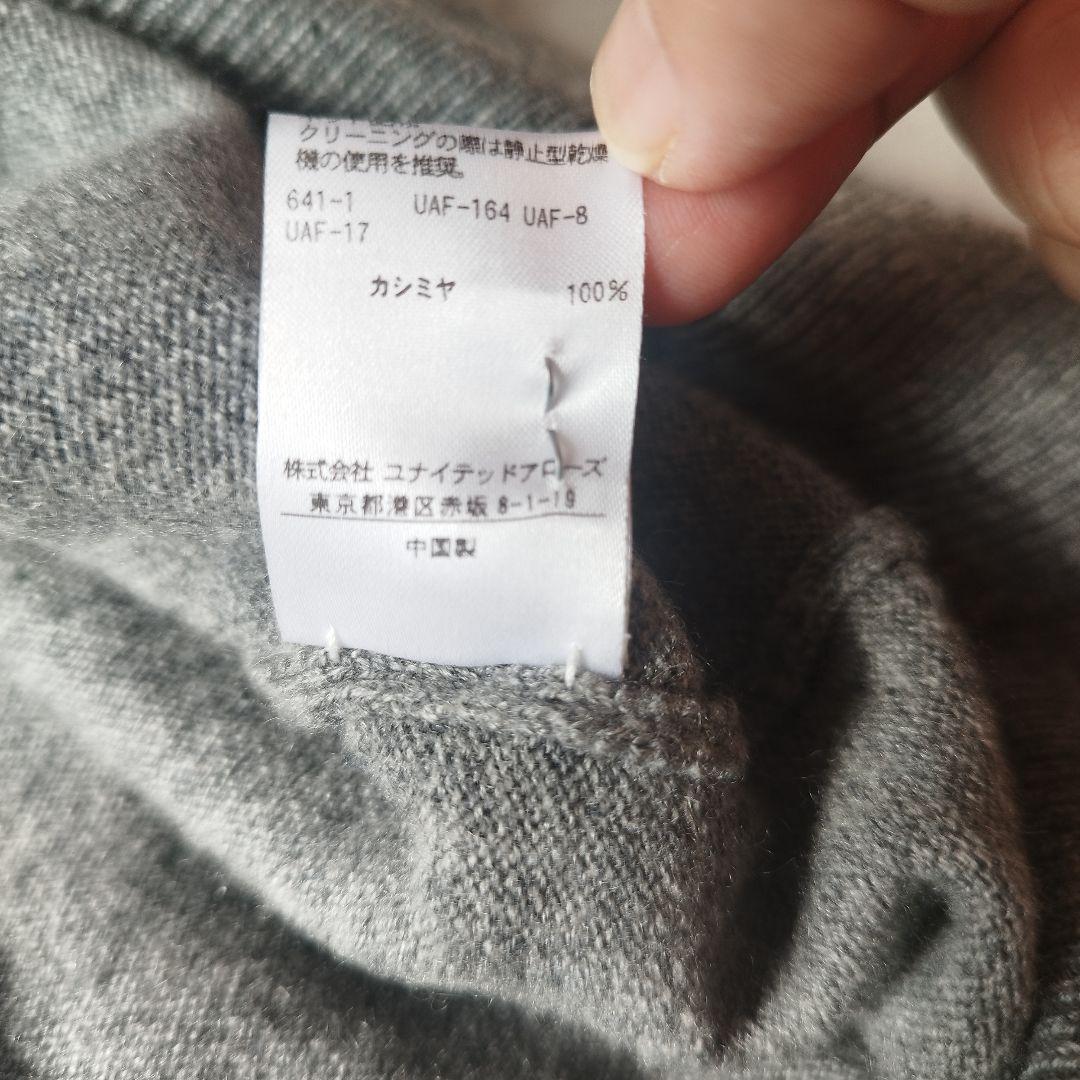 クリーニングの際は静止型乾燥
機の使用を推奨。
641-1 UAF-164 UAF-8
UAF-17
カシミヤ 100%
株式会社 ユナイテッドアローズ
東京都港区赤坂 8-1-19
中国製